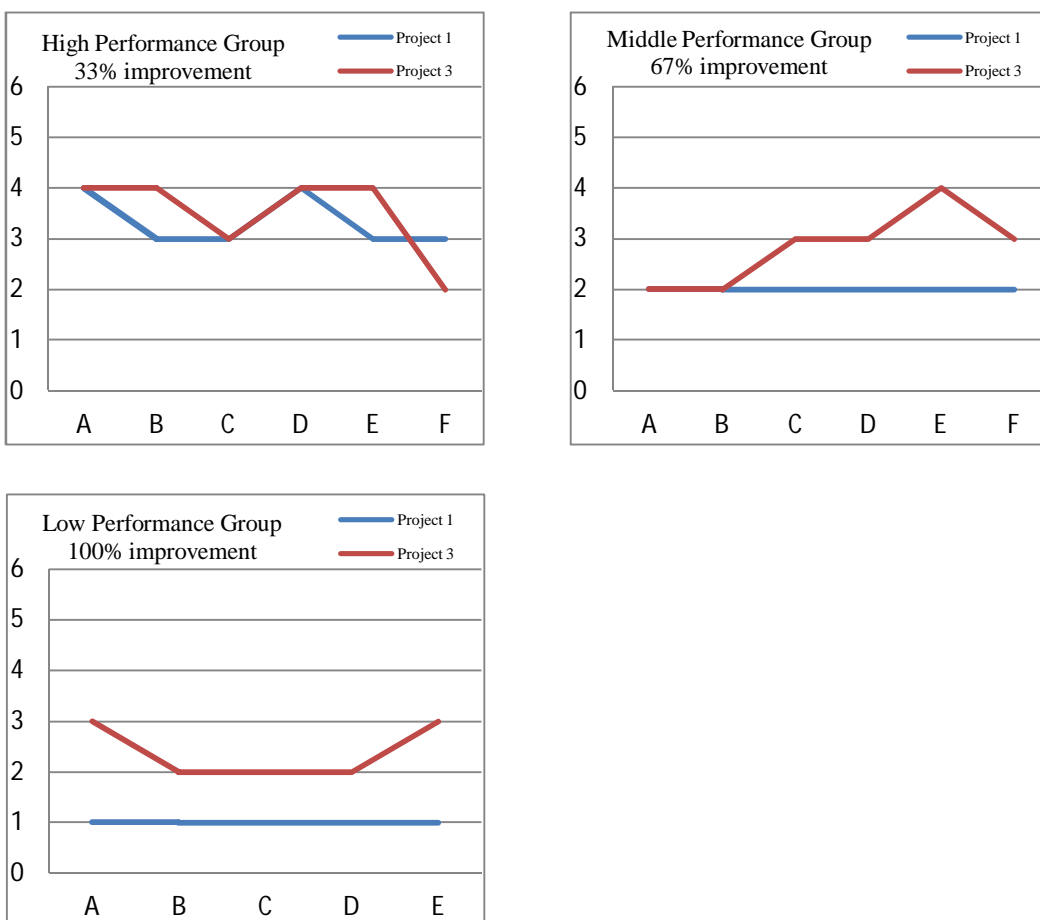 High Performance Group
33% improvement
Project 1
Project 3
6
5
4
3
2
1
0
A B C D E F
Middle Performance Group
67% improvement
Project 1
Project 3
6
5
4
3
2
1
0
A B C D E F
Low Performance Group
100% improvement
Project 1
Project 3
6
5
4
3
2
1
0
A B C D E